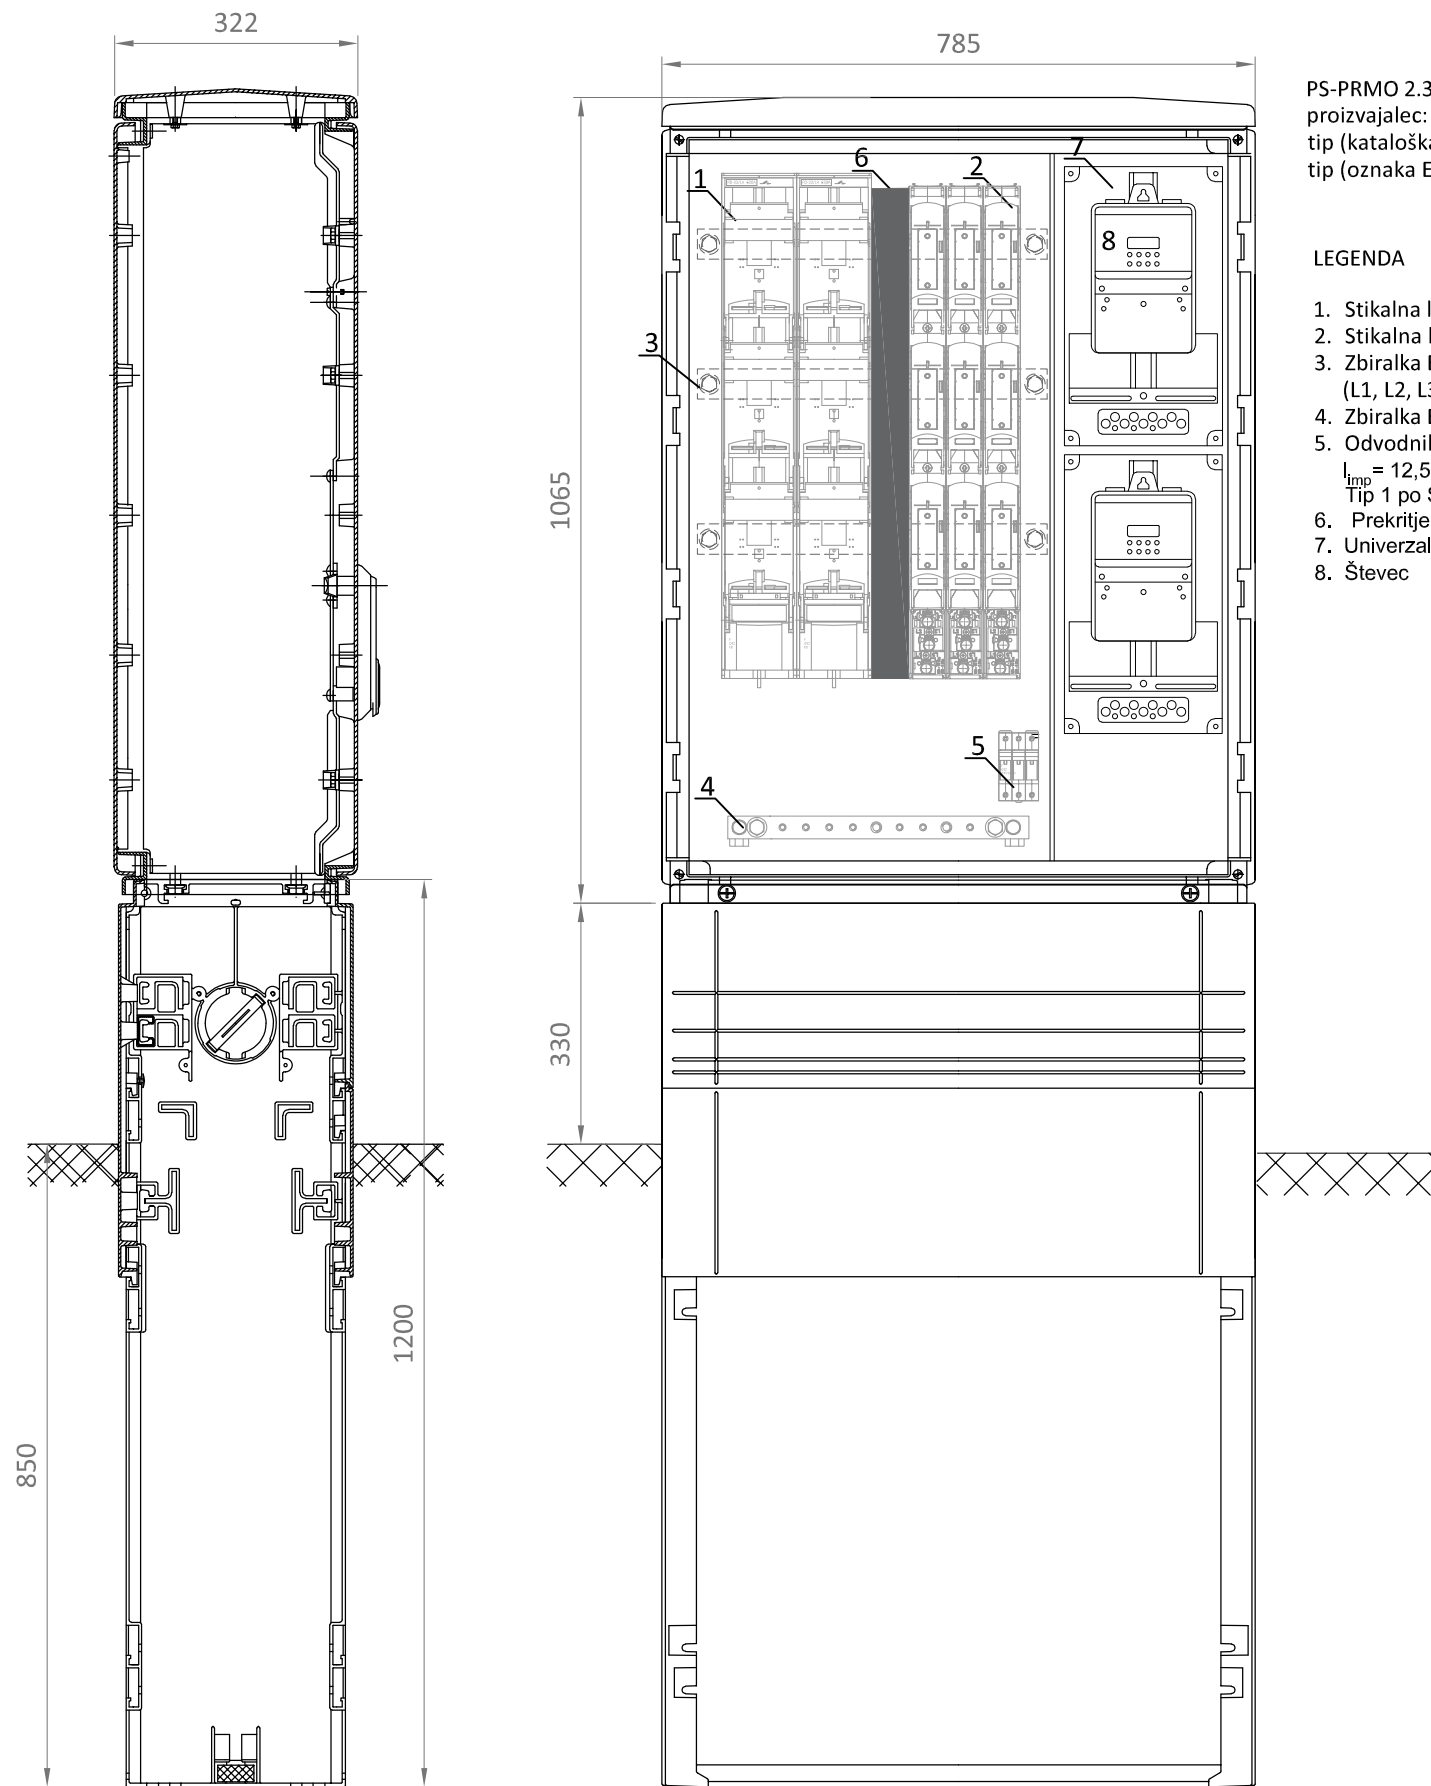 322
785
PS-PRMO 2.3
proizvajalec:
tip (kataloška
tip (oznaka E
7
6
2
1
8
LEGENDA
1. Stikalna l
2. Stikalna l
3. Zbiralka E
(L1, L2, L3
4. Zbiralka E
5. Odvodnil
Iimp= 12,5
Tip 1 po S
6. Prekritje
7. Univerzal
8. Števec
3
1065
5
4
330
1200
850